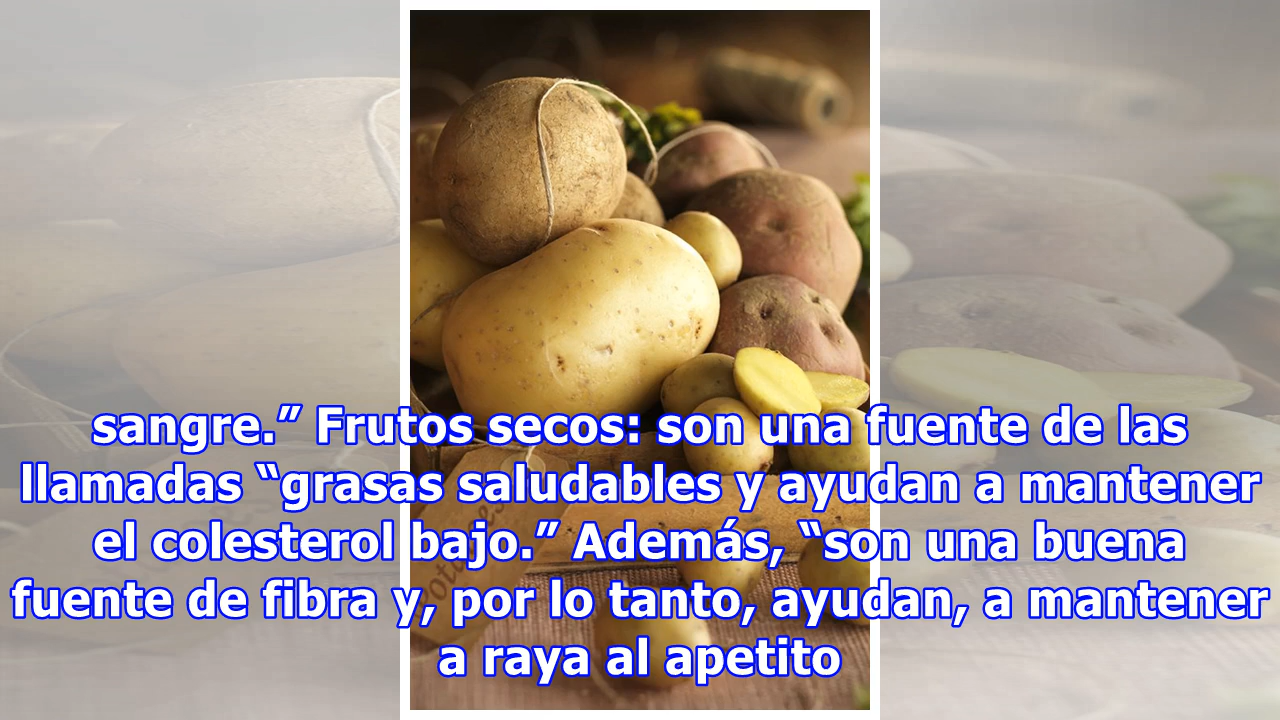 sangre.” Frutos secos: son una fuente de las
llamadas “grasas saludables y ayudan a mantener
el colesterol bajo.” Además, “son una buena
fuente de fibra y, por lo tanto, ayudan, a mantener
a raya al apetito